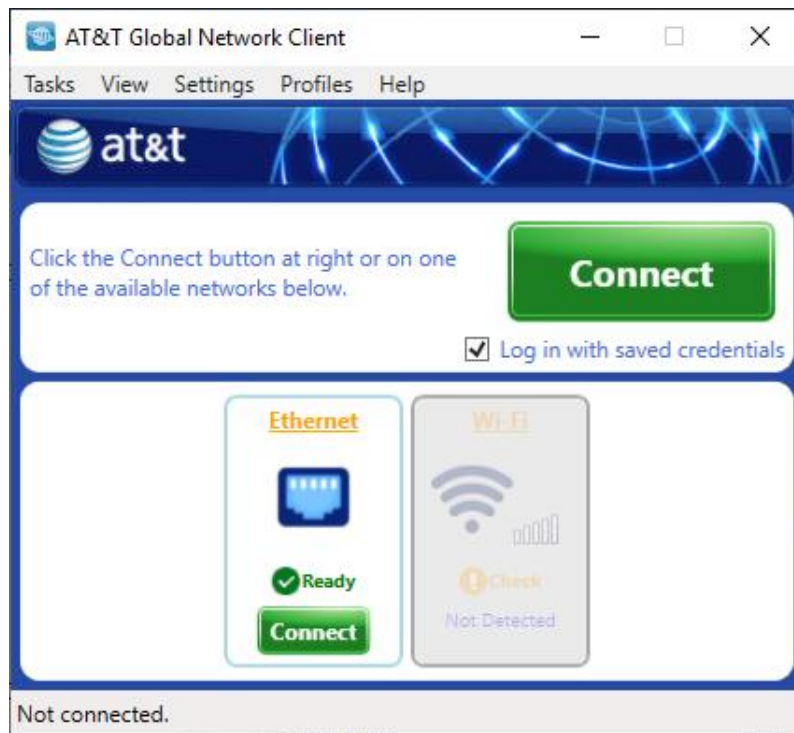 AT&T Global Network Client
Tasks View Settings Profiles Help
at&t
Click the Connect button at right or on one
of the available networks below.
Connect
Log in with saved credentials
Ethernet
Ready
Connect
Wi-Fi
Check
Not Detected
Not connected.